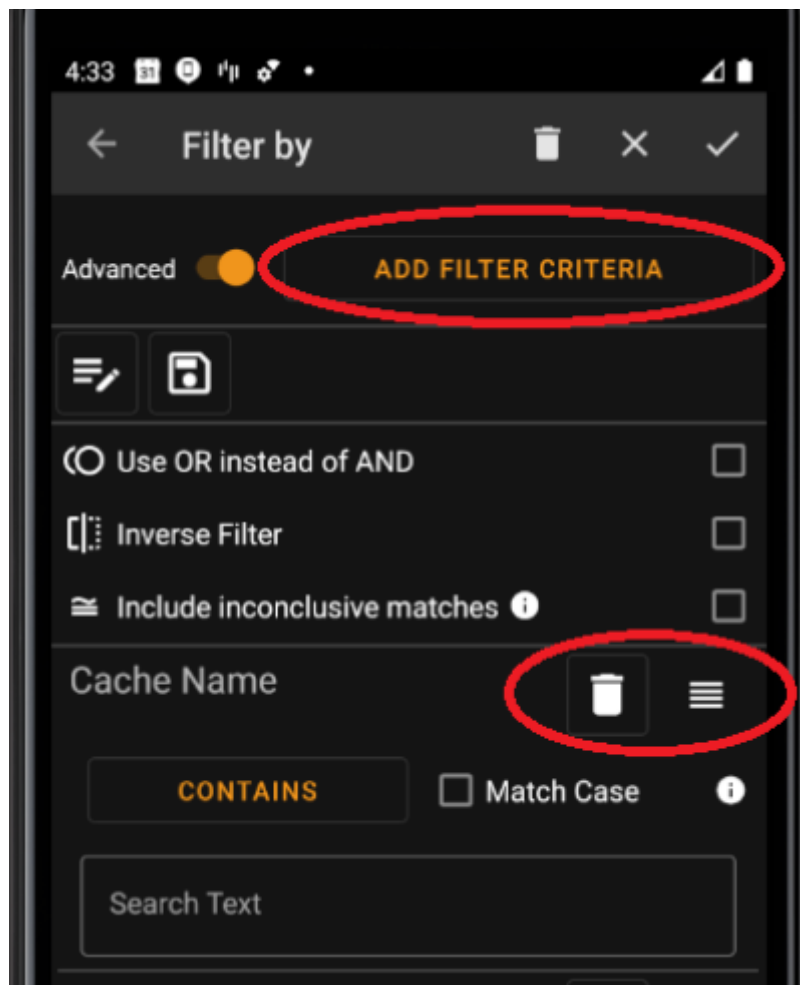 4:33 31
Filter by
Advanced ADD FILTER CRITERIA
Use OR instead of AND
Inverse Filter
Include inconclusive matches
Cache Name
CONTAINS Match Case
Search Text